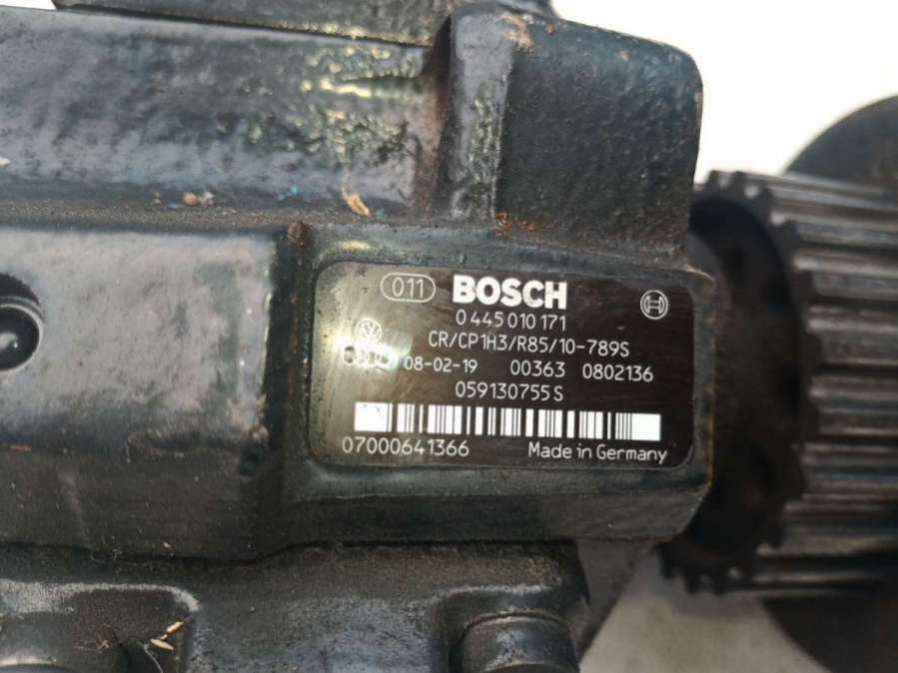 011 BOSCH
0 445 010 171
CR/CP1H3/R85/10-789S
08-02-19 00363 0802136
059130755S
07000641366 Made in Germany